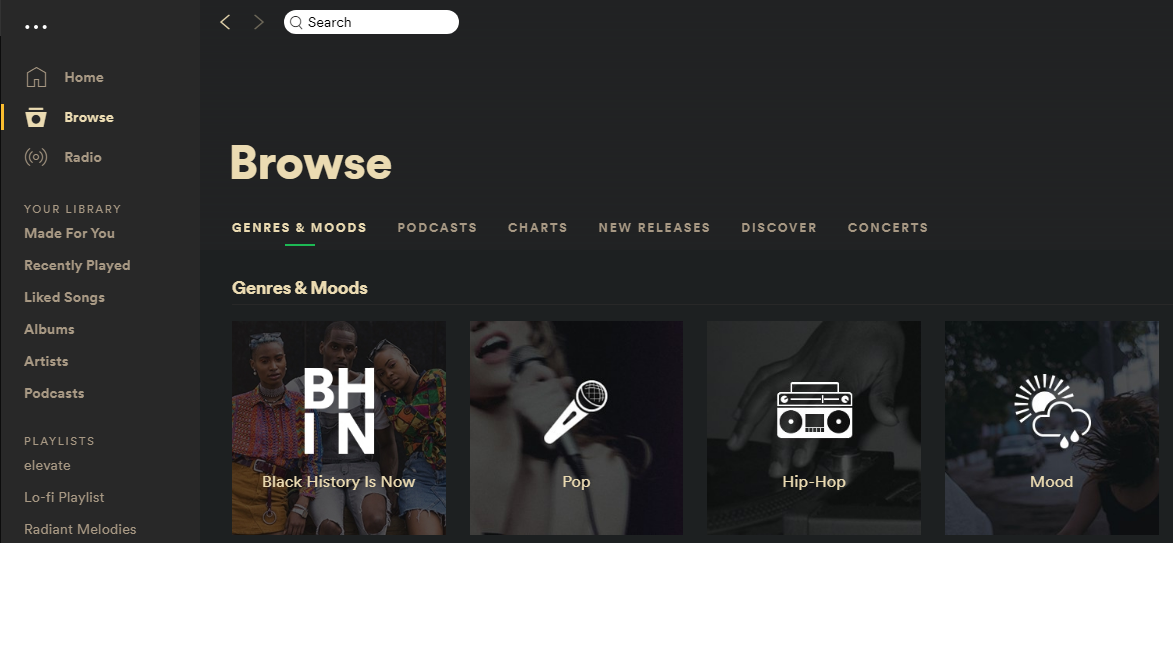 Search
Home
Browse
Radio
YOUR LIBRARY
Made For You
Recently Played
Liked Songs
Albums
Artists
Podcasts
PLAYLISTS
elevate
Lo-fi Playlist
Radiant Melodies
Browse
GENRES & MOODS PODCASTS CHARTS NEW RELEASES DISCOVER CONCERTS
Genres & Moods
BH
IN
Black History Is Now
Pop
Hip-Hop
Mood